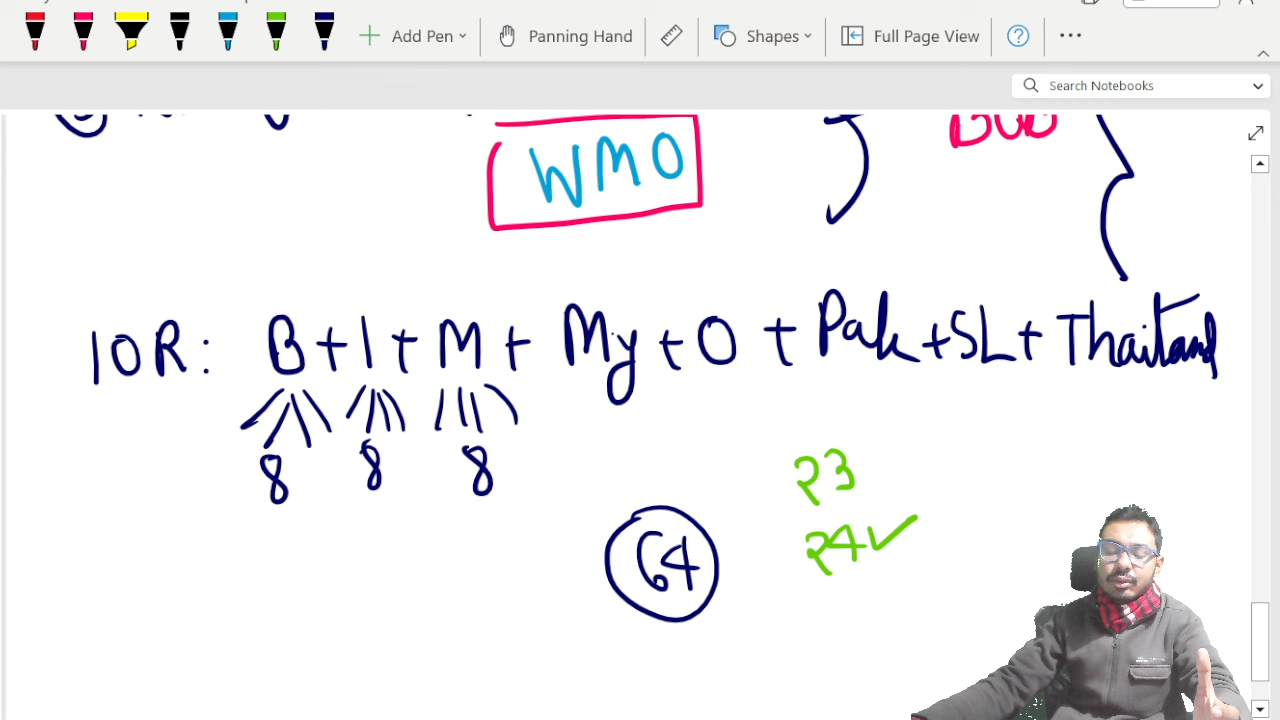 Add Pen
Panning Hand
Shapes
Full Page View
Search Notebooks
WMO
BOB
IOR: B+I+M+ My+O + Pak+SL+ Thailand
8 8 8
23
24✓
64